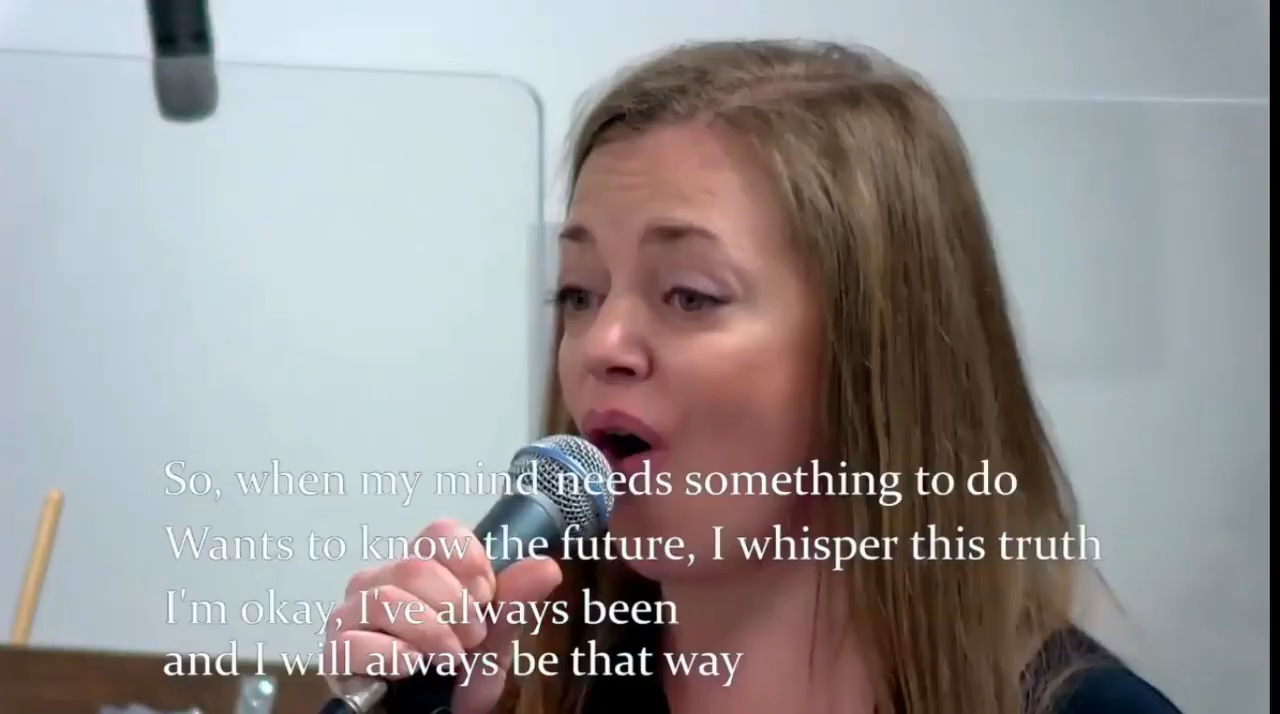 So, when my mind needs something to do
Wants to know the future, I whisper this truth
I'm okay, I've always been
and I will always be that way